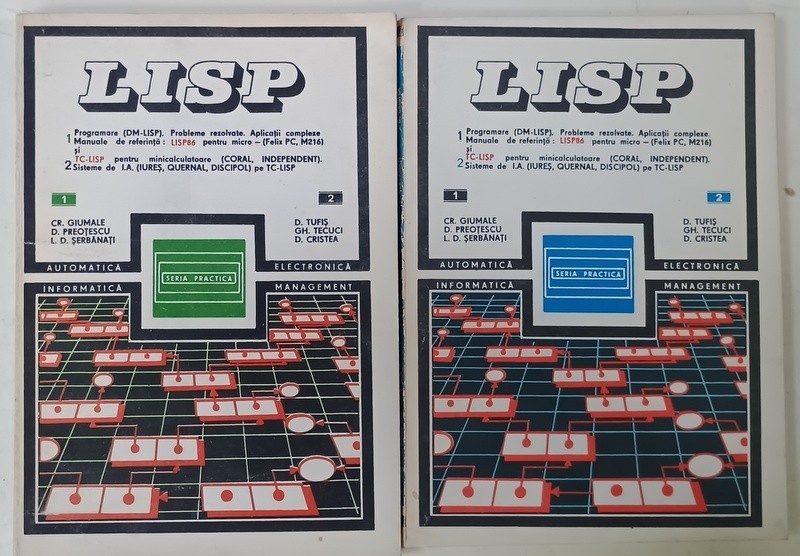 LISP
1 Programare (DM-LISP). Probleme rezolvate. Aplicații complexe.
Manuale de referință : LISP86 pentru micro – (Felix PC, M216)
și
TC-LISP pentru minicalculatoare (CORAL, INDEPENDENT).
2 Sisteme de I.A. (IUREȘ, QUERNAL, DISCIPOL) pe TC-LISP
1 2
CR. GIUMALE
D. PREOȚESCU
L. D. ȘERBĂNAȚI
D. TUFIȘ
GH. TECUCI
D. CRISTEA
AUTOMATICĂ ELECTRONICĂ
SERIA PRACTICĂ
INFORMATICĂ MANAGEMENT
LISP
1 Programare (DM-LISP). Probleme rezolvate. Aplicații complexe.
Manuale de referință : LISP86 pentru micro – (Felix PC, M216)
și
TC-LISP pentru minicalculatoare (CORAL, INDEPENDENT).
2 Sisteme de I.A. (IUREȘ, QUERNAL, DISCIPOL) pe TC-LISP
1 2
CR. GIUMALE
D. PREOȚESCU
L. D. ȘERBĂNAȚI
D. TUFIȘ
GH. TECUCI
D. CRISTEA
AUTOMATICĂ ELECTRONICĂ
SERIA PRACTICĂ
INFORMATICĂ MANAGEMENT